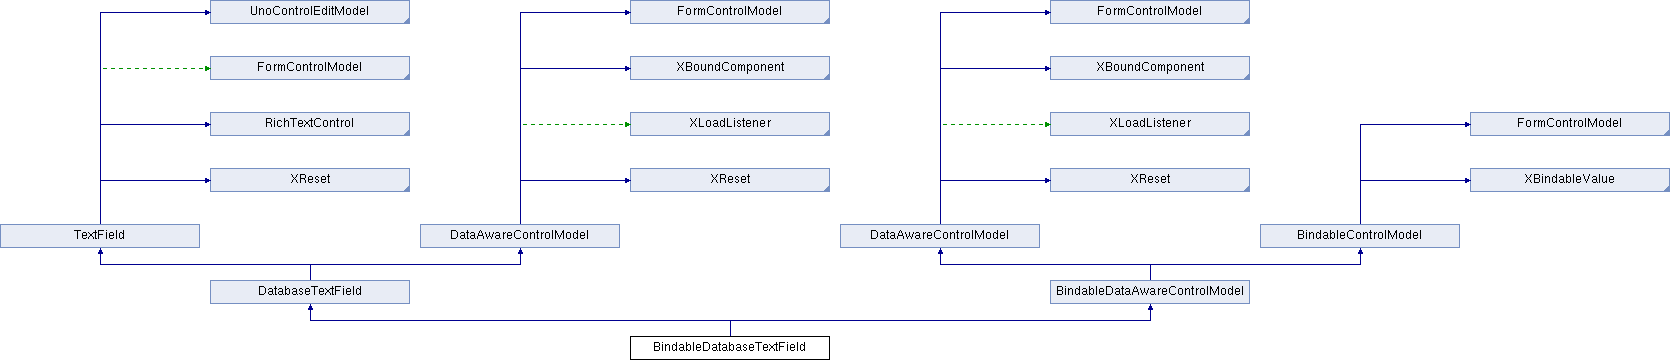 UnoControlEditModel
FormControlModel
FormControlModel
FormControlModel
XBoundComponent
XBoundComponent
RichTextControl
XLoadListener
XLoadListener
FormControlModel
XReset
XReset
XReset
XBindableValue
TextField
DataAwareControlModel
DataAwareControlModel
BindableControlModel
DatabaseTextField
BindableDataAwareControlModel
BindableDatabaseTextField